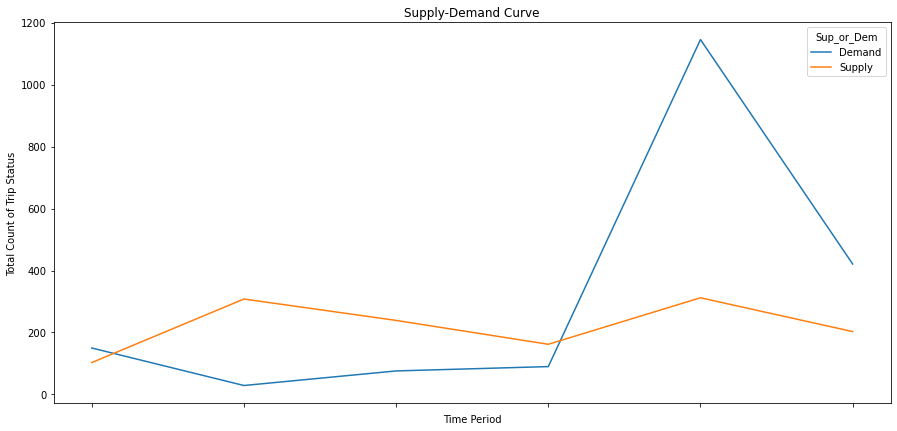 Supply-Demand Curve
Sup_or_Dem
Demand
Supply
Total Count of Trip Status
1200
1000
800
600
400
200
0
Time Period